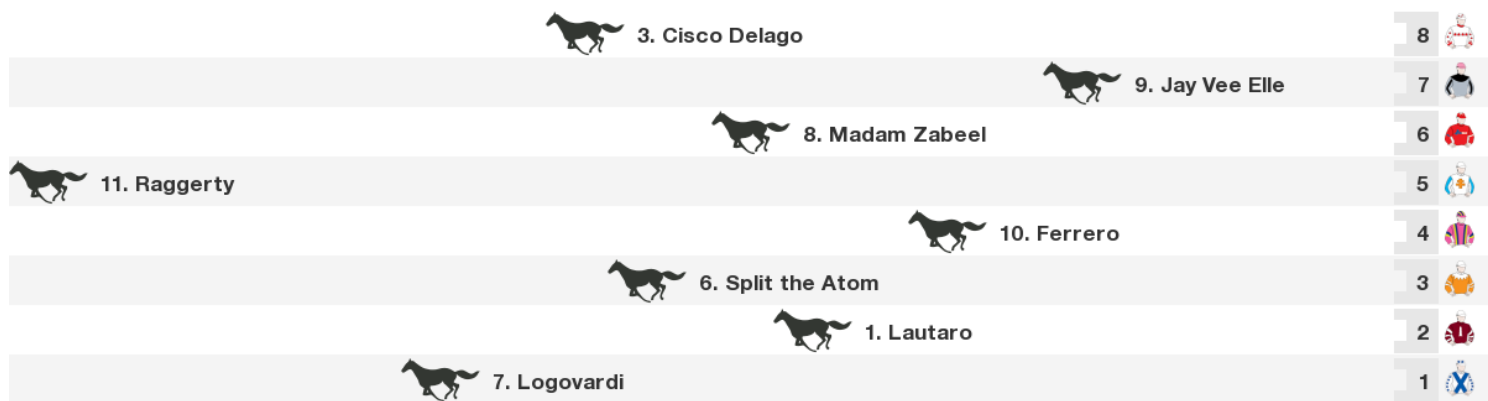 3. Cisco Delago 8
9. Jay Vee Elle 7
8. Madam Zabeel 6
11. Raggerty 5
10. Ferrero 4
6. Split the Atom 3
1. Lautaro 2
7. Logovardi 1